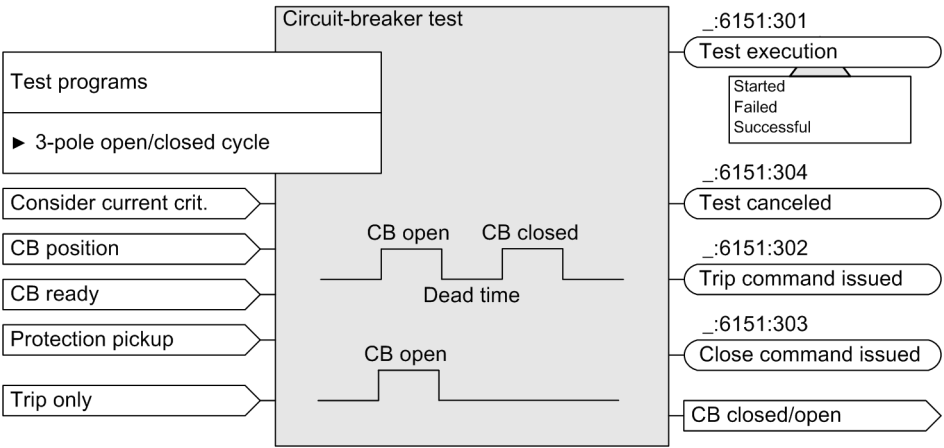 Circuit-breaker test
Test programs
► 3-pole open/closed cycle
Consider current crit.
CB position
CB ready
Protection pickup
Trip only
CB open
CB closed
Dead time
CB open
_:6151:301
Test execution
Started
Failed
Successful
_:6151:304
Test canceled
_:6151:302
Trip command issued
_:6151:303
Close command issued
CB closed/open